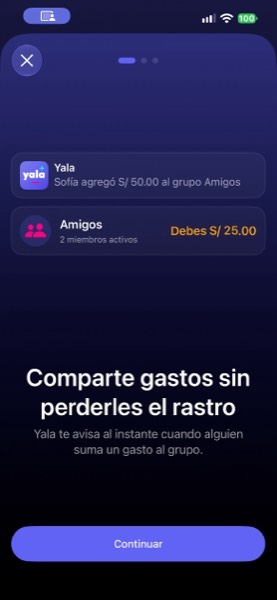 100
Yala
yala
Sofía agregó S/ 50.00 al grupo Amigos
Amigos
2 miembros activos
Debes S/ 25.00
Comparte gastos sin
perderles el rastro
Yala te avisa al instante cuando alguien
suma un gasto al grupo.
Continuar